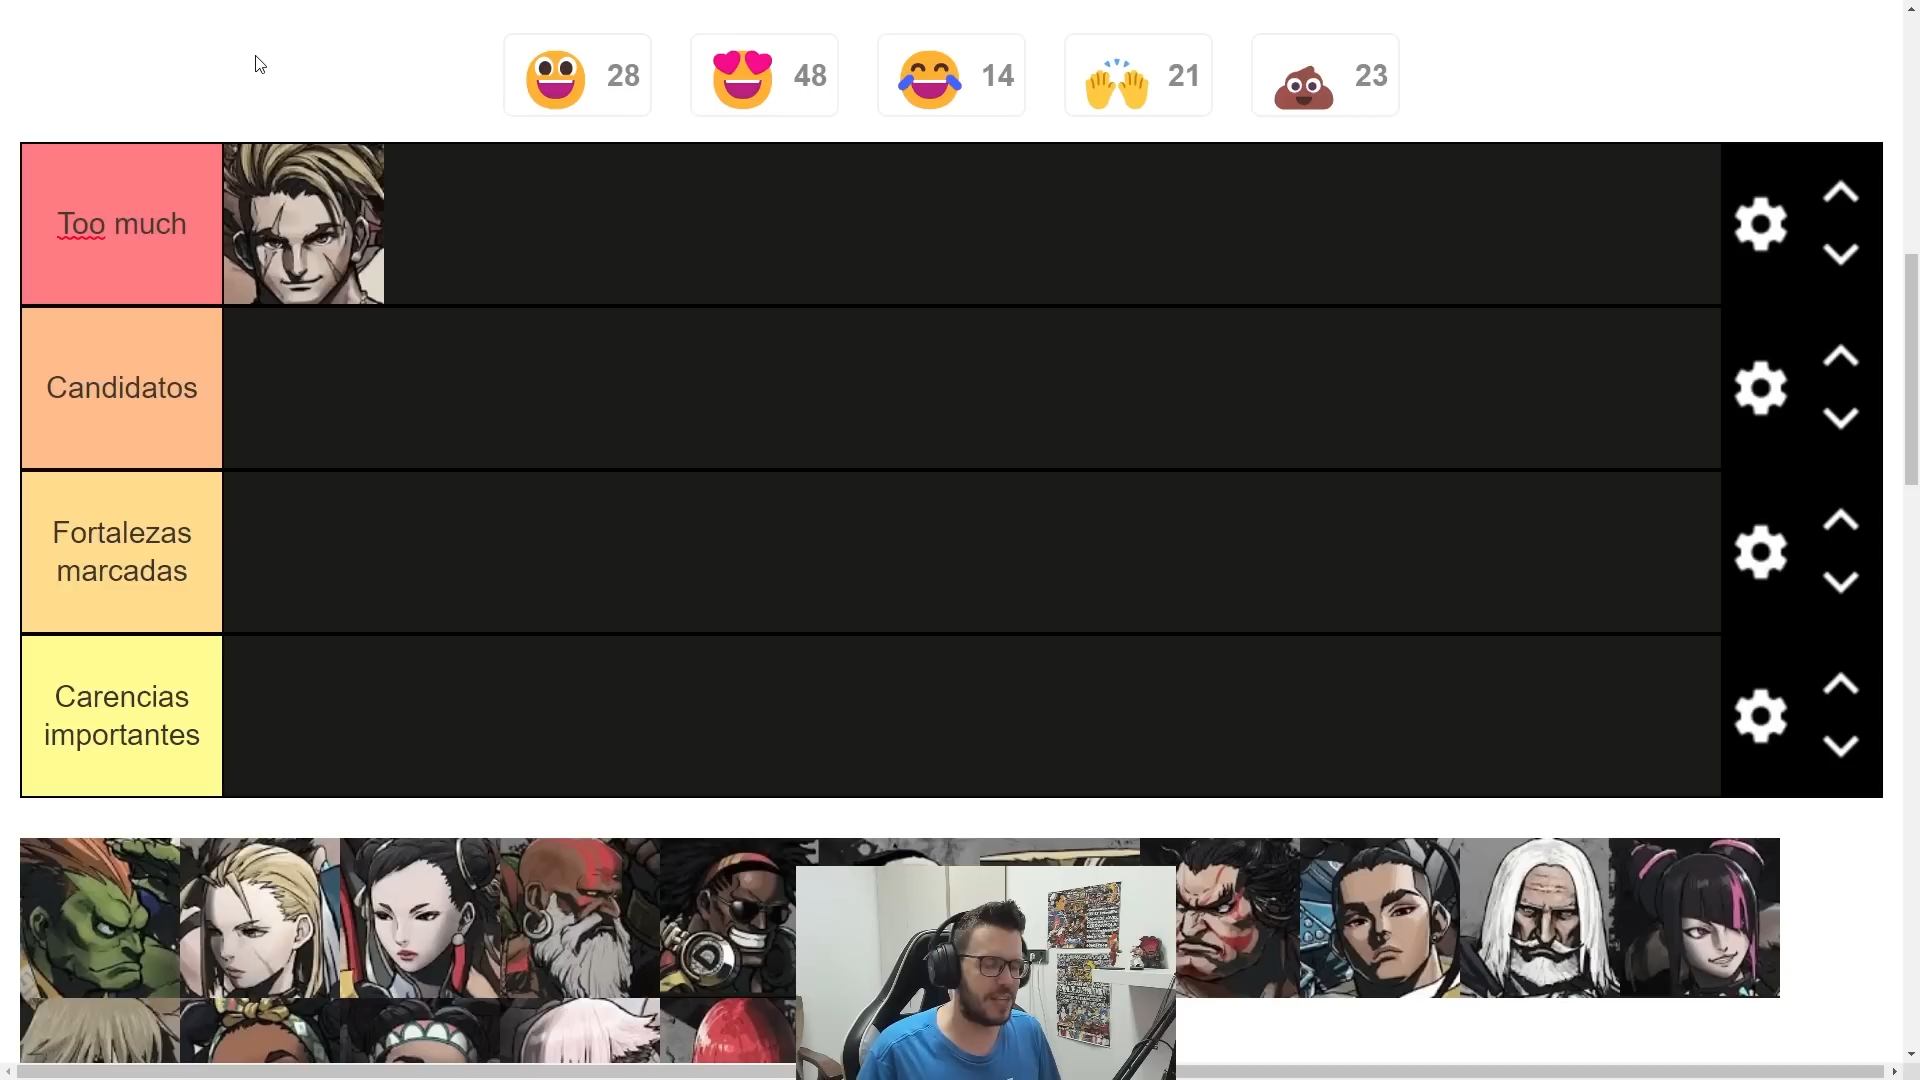 28
48
14
21
23
Too much
Candidatos
Fortalezas
marcadas
Carencias
importantes